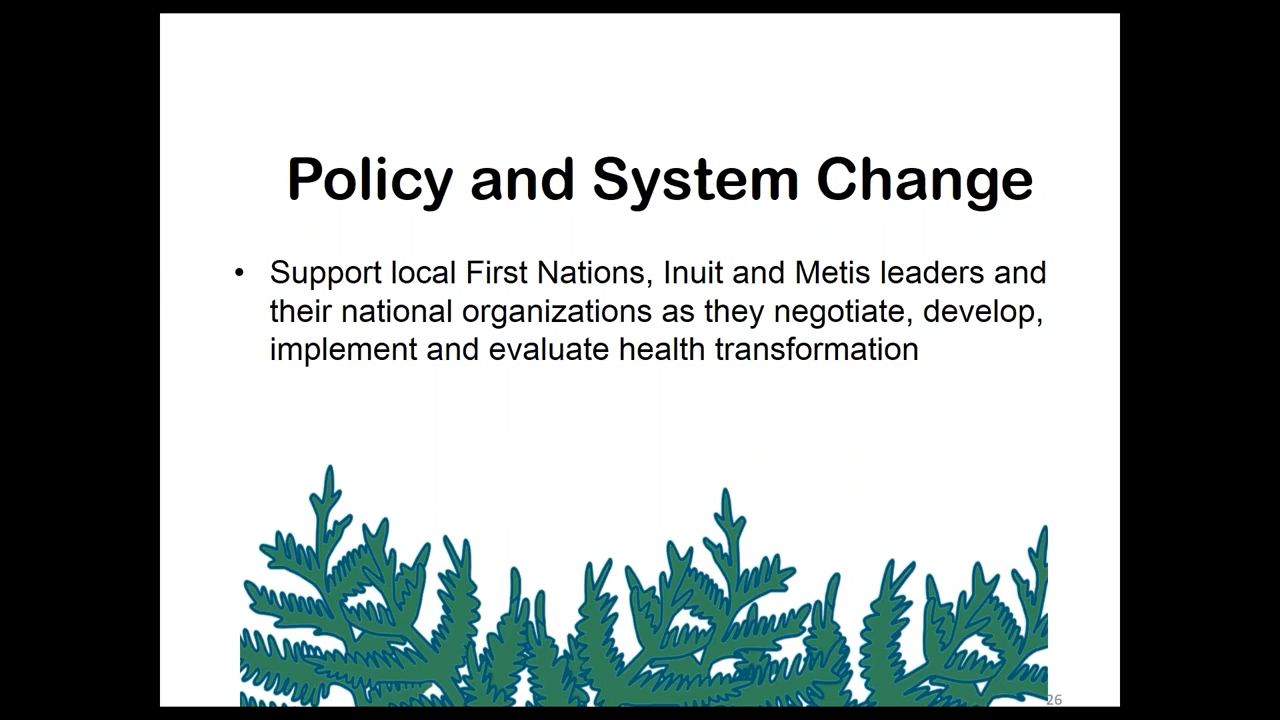 Policy and System Change
• Support local First Nations, Inuit and Metis leaders and
their national organizations as they negotiate, develop,
implement and evaluate health transformation
26